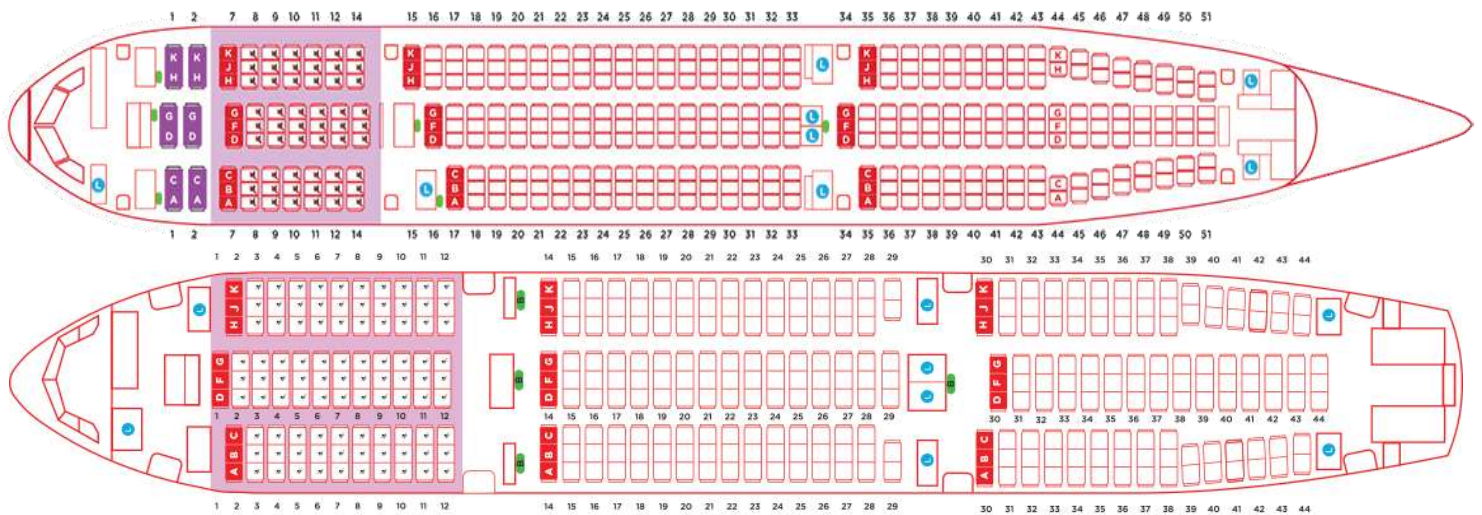 1 2 7 8 9 10 11 12 14 15 16 17 18 19 20 21 22 23 24 25 26 27 28 29 30 31 32 33 34 35 36 37 38 39 40 41 42 43 44 45 46 47 48 49 50 51
K K K K K K
H H J J J H
H H H
L L
G G G G G G
D D F F F F
D D D D
L
L
C C C C C C
A A B B B A
A A A
L L L L
1 2 7 8 9 10 11 12 14 15 16 17 18 19 20 21 22 23 24 25 26 27 28 29 30 31 32 33 34 35 36 37 38 39 40 41 42 43 44 45 46 47 48 49 50 51
1 2 3 4 5 6 7 8 9 10 11 12 14 15 16 17 18 19 20 21 22 23 24 25 26 27 28 29 30 31 32 33 34 35 36 37 38 39 40 41 42 43 44
H J K H J K H J K
L B L L
D F G D F G D F G
B L B
L L
1 2 3 4 5 6 7 8 9 10 11 12 14 15 16 17 18 19 20 21 22 23 24 25 26 27 28 29 30 31 32 33 34 35 36 37 38 39 40 41 42 43 44
A B C A B C A B C
B L L
1 2 3 4 5 6 7 8 9 10 11 12 14 15 16 17 18 19 20 21 22 23 24 25 26 27 28 29 30 31 32 33 34 35 36 37 38 39 40 41 42 43 44